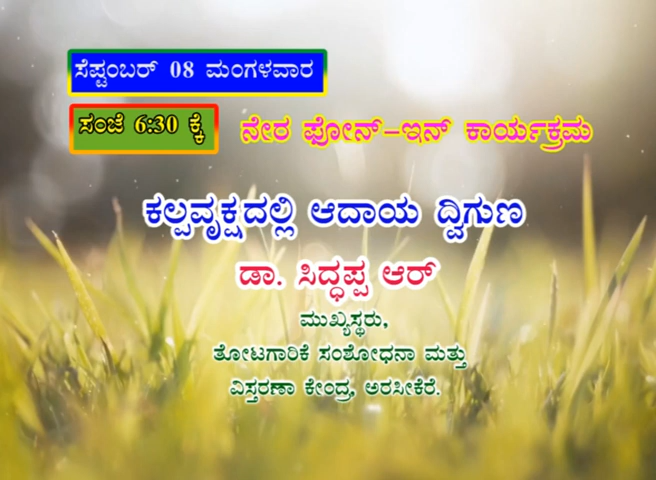 ಸೆಪ್ಟಂಬರ್ 08 ಮಂಗಳವಾರ
ಸಂಜೆ 6:30 ಕ್ಕೆ
ನೇರ ಫೋನ್-ಇನ್ ಕಾರ್ಯಕ್ರಮ
ಕಲ್ಪವೃಕ್ಷದಲ್ಲಿ ಆದಾಯ ದ್ವಿಗುಣ
ಡಾ. ಸಿದ್ಧಪ್ಪ ಆರ್
ಮುಖ್ಯಸ್ಥರು,
ತೋಟಗಾರಿಕೆ ಸಂಶೋಧನಾ ಮತ್ತು
ವಿಸ್ತರಣಾ ಕೇಂದ್ರ, ಅರಸೀಕೆರೆ.